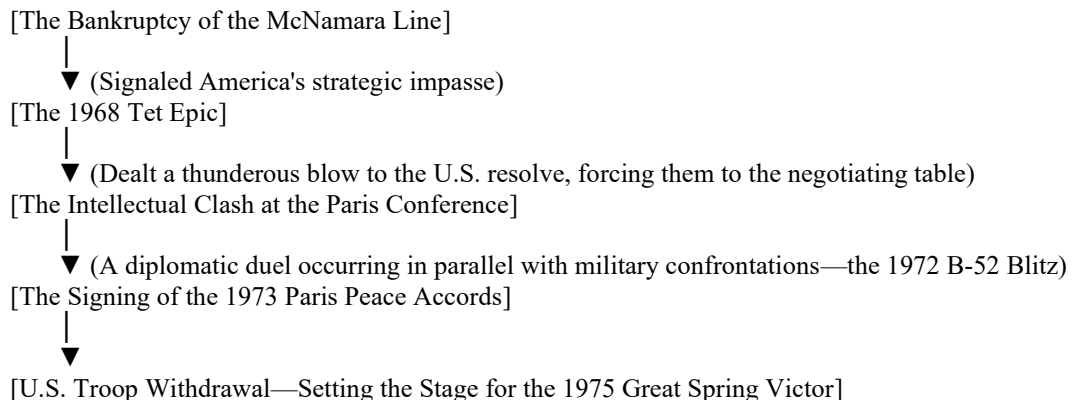 [The Bankruptcy of the McNamara Line]
▼ (Signaled America's strategic impasse)
[The 1968 Tet Epic]
▼ (Dealt a thunderous blow to the U.S. resolve, forcing them to the negotiating table)
[The Intellectual Clash at the Paris Conference]
▼ (A diplomatic duel occurring in parallel with military confrontations—the 1972 B-52 Blitz)
[The Signing of the 1973 Paris Peace Accords]
▼
[U.S. Troop Withdrawal—Setting the Stage for the 1975 Great Spring Victor]